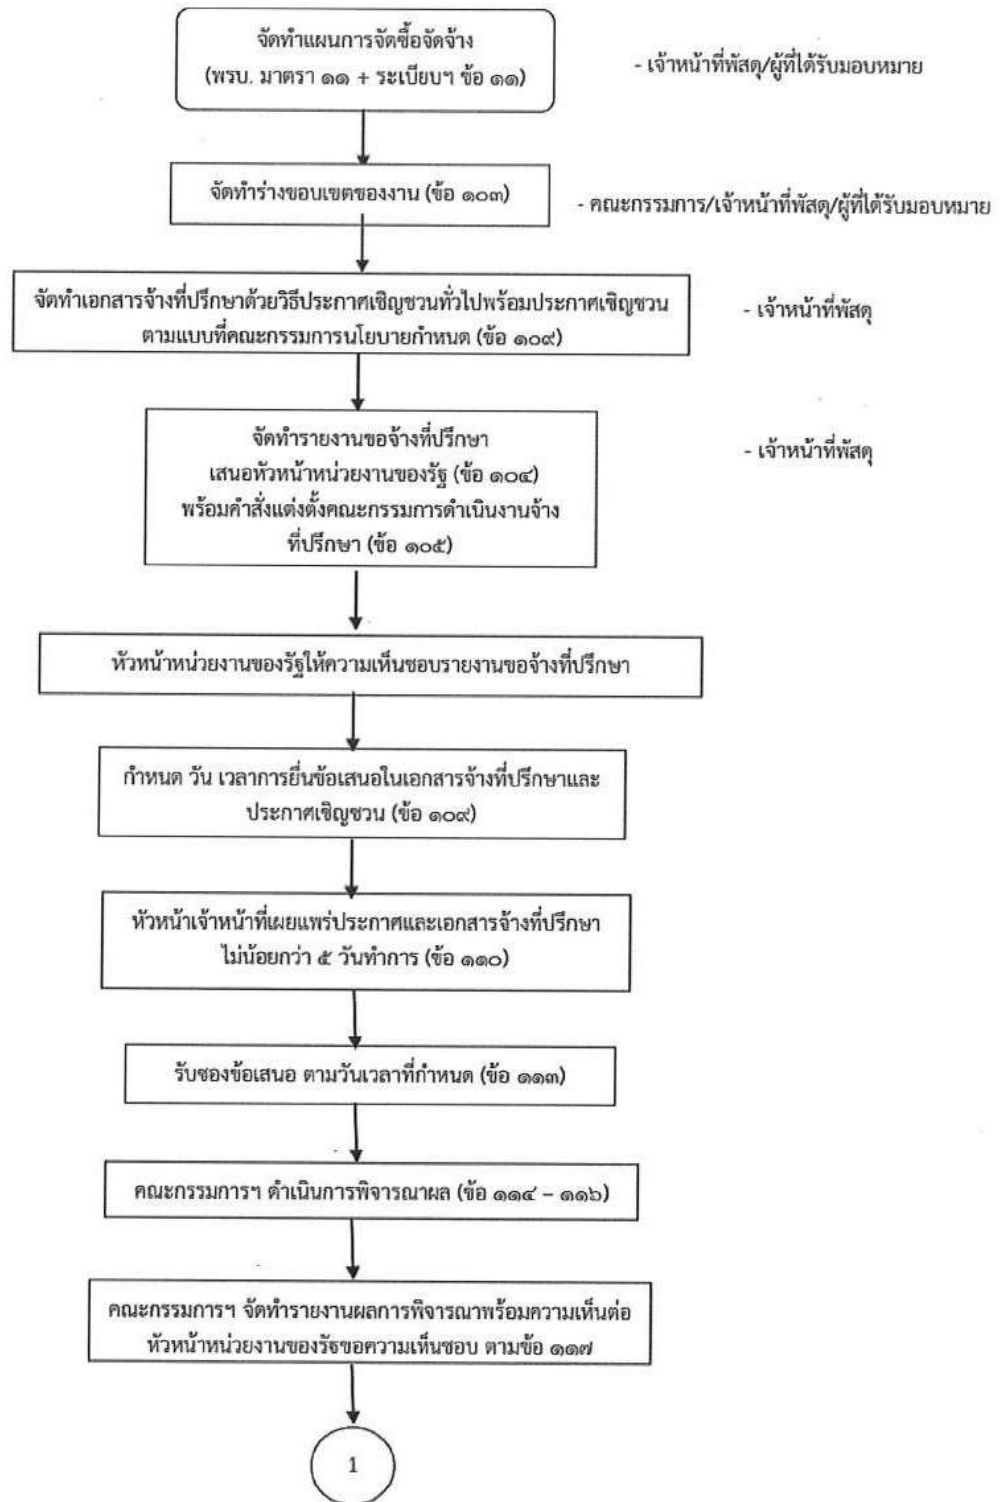 จัดทำแผนการจัดซื้อจัดจ้าง
(พรบ. มาตรา ๑๑ + ระเบียบฯ ข้อ ๑๑)
- เจ้าหน้าที่พัสดุ/ผู้ที่ได้รับมอบหมาย
จัดทำร่างขอบเขตของงาน (ข้อ ๑๐๓)
- คณะกรรมการ/เจ้าหน้าที่พัสดุ/ผู้ที่ได้รับมอบหมาย
จัดทำเอกสารจ้างที่ปรึกษาด้วยวิธีประกาศเชิญชวนทั่วไปพร้อมประกาศเชิญชวน
ตามแบบที่คณะกรรมการนโยบายกำหนด (ข้อ ๑๐๙)
- เจ้าหน้าที่พัสดุ
จัดทำรายงานขอจ้างที่ปรึกษา
เสนอหัวหน้าหน่วยงานของรัฐ (ข้อ ๑๐๔)
พร้อมคำสั่งแต่งตั้งคณะกรรมการดำเนินงานจ้าง
ที่ปรึกษา (ข้อ ๑๐๕)
- เจ้าหน้าที่พัสดุ
หัวหน้าหน่วยงานของรัฐให้ความเห็นชอบรายงานขอจ้างที่ปรึกษา
กำหนด วัน เวลาการยื่นข้อเสนอในเอกสารจ้างที่ปรึกษาและ
ประกาศเชิญชวน (ข้อ ๑๐๙)
หัวหน้าเจ้าหน้าที่เผยแพร่ประกาศและเอกสารจ้างที่ปรึกษา
ไม่น้อยกว่า ๕ วันทำการ (ข้อ ๑๑๐)
รับซองข้อเสนอ ตามวันเวลาที่กำหนด (ข้อ ๑๑๓)
คณะกรรมการฯ ดำเนินการพิจารณาผล (ข้อ ๑๑๔ – ๑๑๖)
คณะกรรมการฯ จัดทำรายงานผลการพิจารณาพร้อมความเห็นต่อ
หัวหน้าหน่วยงานของรัฐขอความเห็นชอบ ตามข้อ ๑๑๗
1